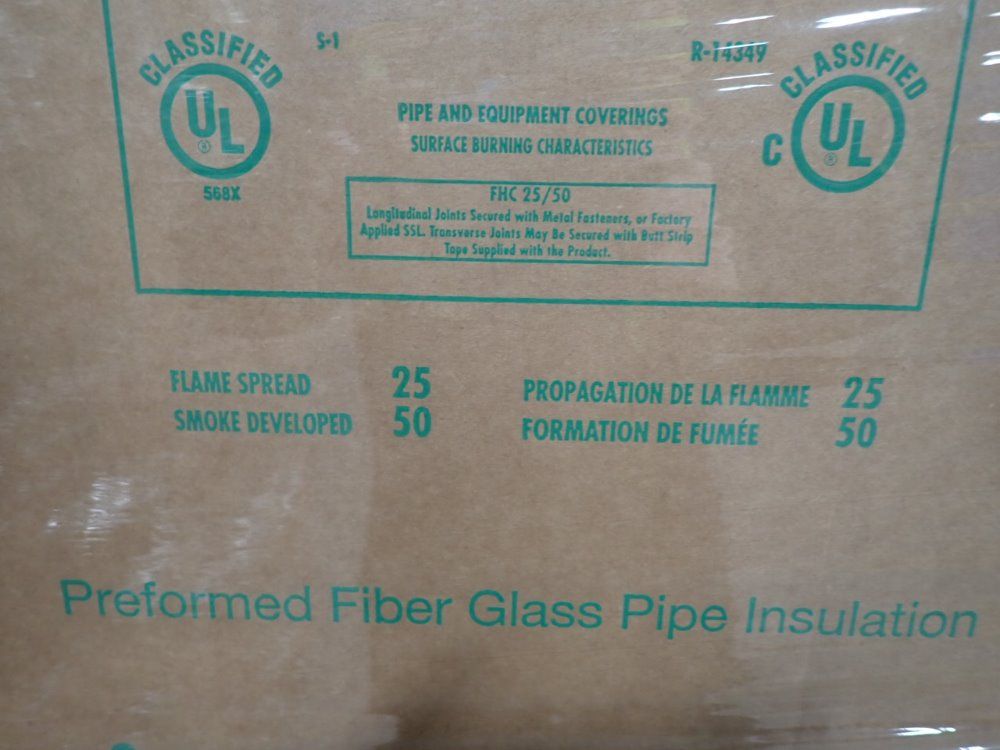 S-1
R-14349
CLASSIFIED
UL
®
568X
CLASSIFIED
C UL
®
PIPE AND EQUIPMENT COVERINGS
SURFACE BURNING CHARACTERISTICS
FHC 25/50
Longitudinal Joints Secured with Metal Fasteners, or Factory
Applied SSL. Transverse Joints May Be Secured with Butt Strip
Tape Supplied with the Product.
FLAME SPREAD 25
SMOKE DEVELOPED 50
PROPAGATION DE LA FLAMME 25
FORMATION DE FUMÉE 50
Preformed Fiber Glass Pipe Insulation